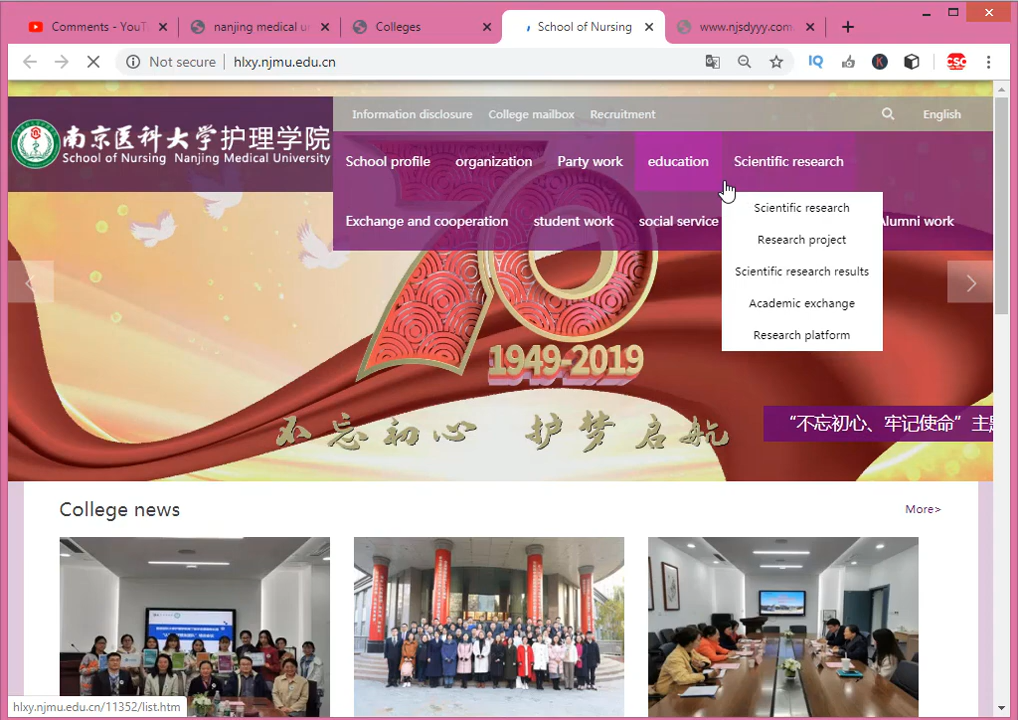 Comments - YouT
nanjing medical u
Colleges
School of Nursing
www.njsdyyy.com
Not secure
hlxy.njmu.edu.cn
IQ
K
CSC
Information disclosure
College mailbox
Recruitment
English
南京医科大学护理学院
School of Nursing Nanjing Medical University
School profile
organization
Party work
education
Scientific research
Exchange and cooperation
student work
social service
Alumni work
Scientific research
Research project
Scientific research results
Academic exchange
Research platform
70
1949-2019
不忘初心 护梦启航
“不忘初心、牢记使命”主
College news
More>
hlxy.njmu.edu.cn/11352/list.htm